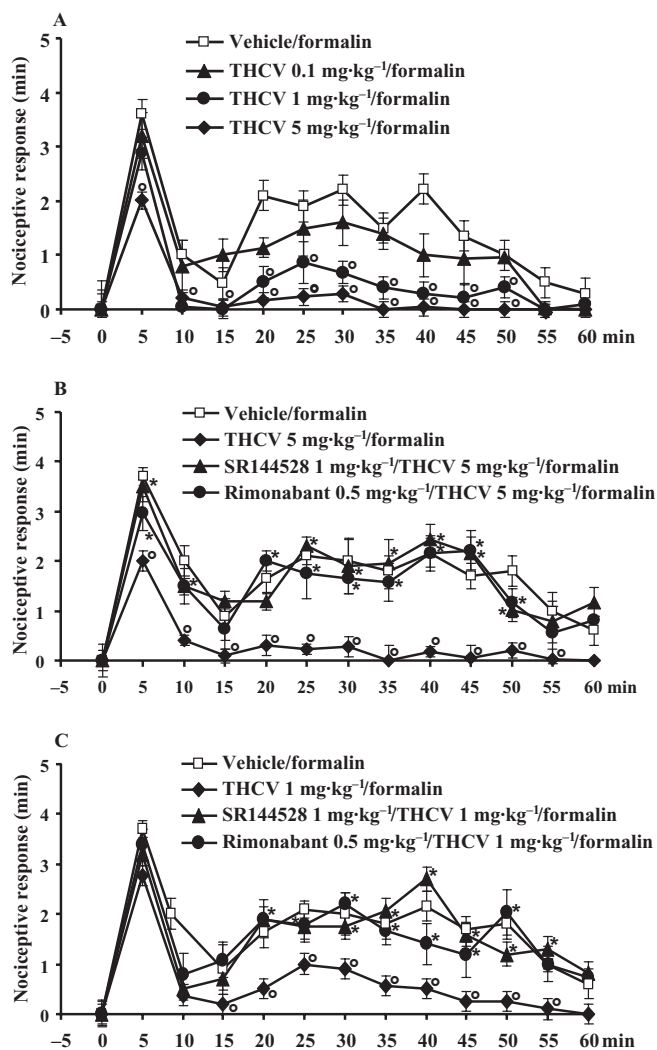 A
5
Vehicle/formalin
THCV 0.1 mg·kg⁻¹/formalin
4
THCV 1 mg·kg⁻¹/formalin
THCV 5 mg·kg⁻¹/formalin
3
2
1
0
Nociceptive response (min)
–5 0 5 10 15 20 25 30 35 40 45 50 55 60 min
B
5
Vehicle/formalin
THCV 5 mg·kg⁻¹/formalin
4
SR144528 1 mg·kg⁻¹/THCV 5 mg·kg⁻¹/formalin
Rimonabant 0.5 mg·kg⁻¹/THCV 5 mg·kg⁻¹/formalin
3
2
1
0
Nociceptive response (min)
–5 0 5 10 15 20 25 30 35 40 45 50 55 60 min
C
5
Vehicle/formalin
THCV 1 mg·kg⁻¹/formalin
4
SR144528 1 mg·kg⁻¹/THCV 1 mg·kg⁻¹/formalin
Rimonabant 0.5 mg·kg⁻¹/THCV 1 mg·kg⁻¹/formalin
3
2
1
0
Nociceptive response (min)
–5 0 5 10 15 20 25 30 35 40 45 50 55 60 min